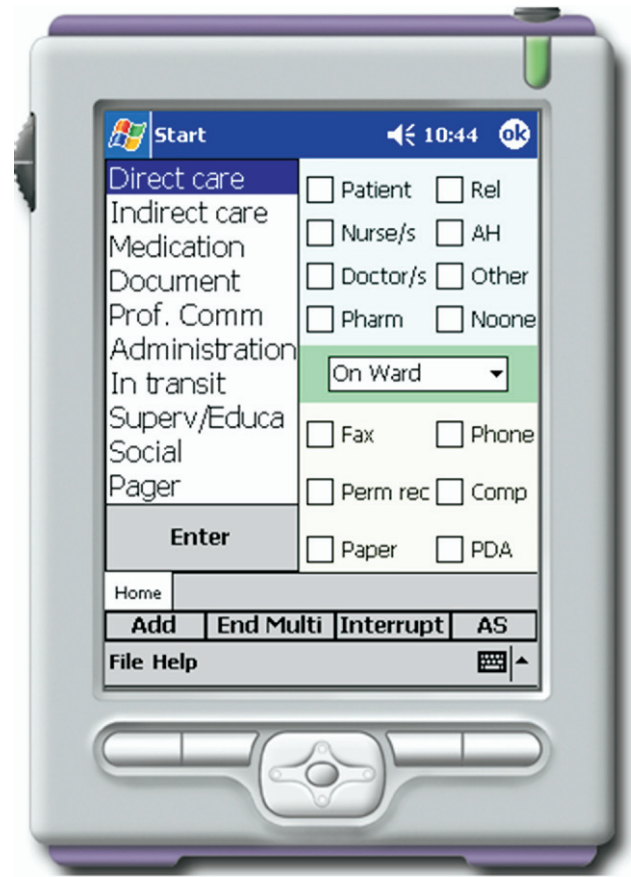 Start 10:44 ok
Direct care
Indirect care
Medication
Document
Prof. Comm
Administration
In transit
Superv/Educa
Social
Pager
Enter
Patient Rel
Nurse/s AH
Doctor/s Other
Pharm Noone
On Ward
Fax Phone
Perm rec Comp
Paper PDA
Home
Add End Multi Interrupt AS
File Help